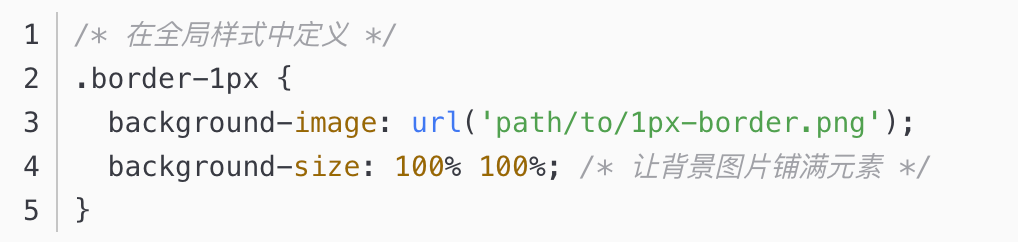 1 /* 在全局样式中定义 */
2 .border-1px {
3   background-image: url('path/to/1px-border.png');
4   background-size: 100% 100%; /* 让背景图片铺满元素 */
5 }